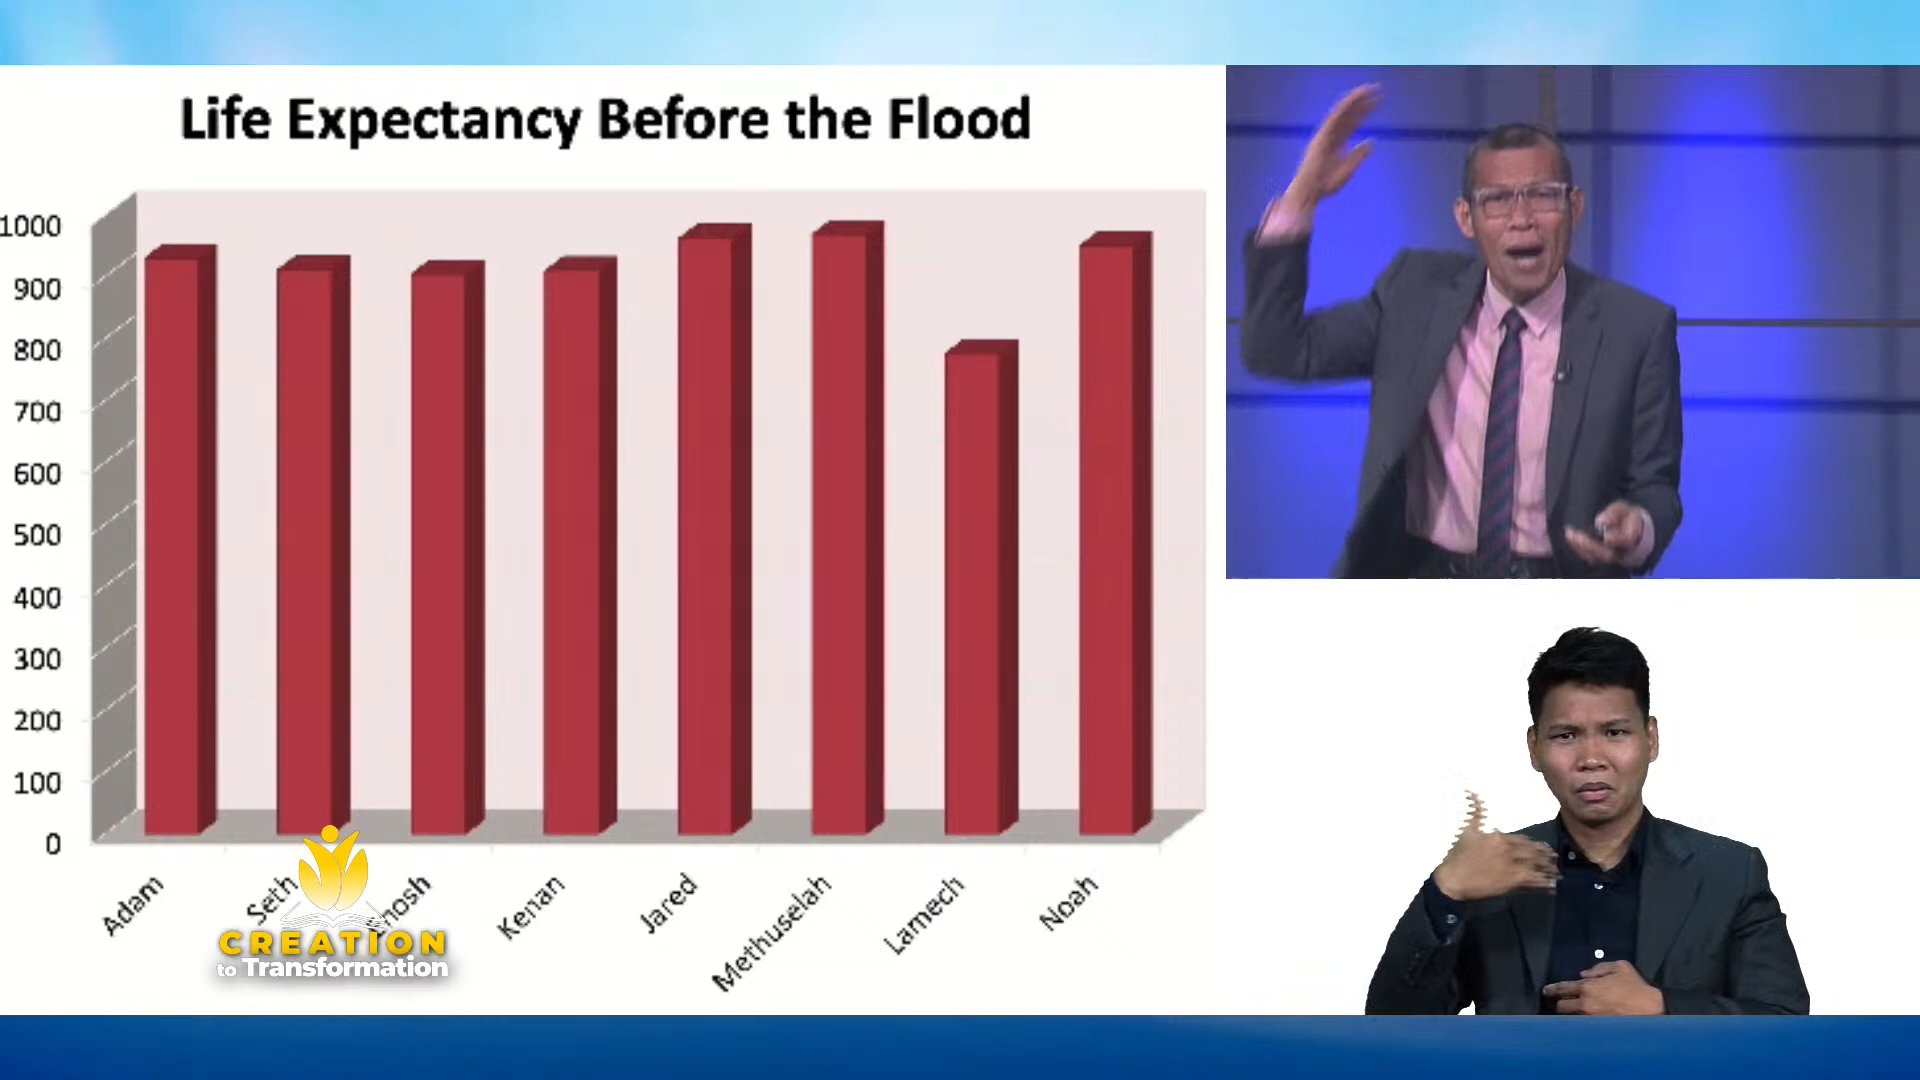 Life Expectancy Before the Flood
1000
900
800
700
600
500
400
300
200
100
0
Adam
Seth
Enosh
Kenan
Jared
Methuselah
Lamech
Noah
CREATION
to Transformation